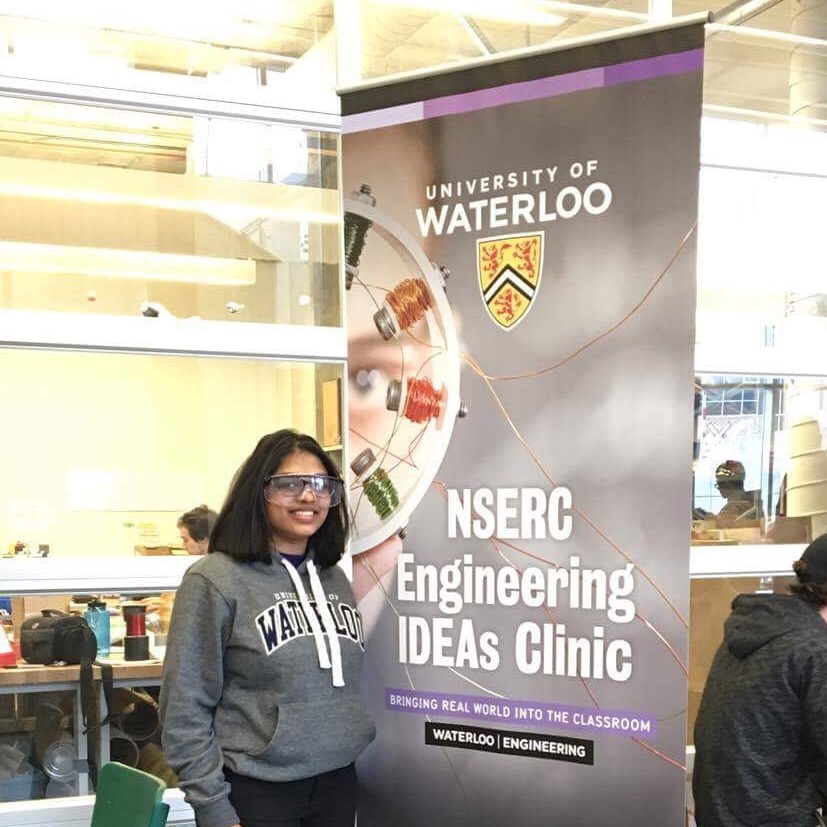 UNIVERSITY OF
WATERLOO
NSERC
Engineering
IDEAs Clinic
BRINGING REAL WORLD INTO THE CLASSROOM
WATERLOO | ENGINEERING
UNIVERSITY OF
WATERLOO